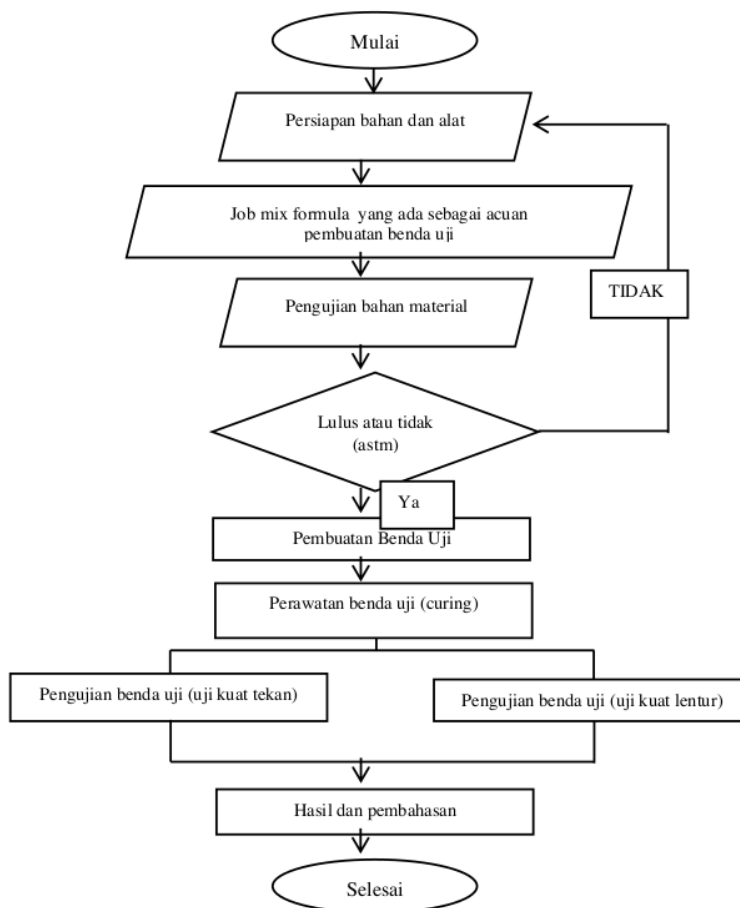 Mulai
Persiapan bahan dan alat
Job mix formula yang ada sebagai acuan
pembuatan benda uji
TIDAK
Pengujian bahan material
Lulus atau tidak
(astm)
Ya
Pembuatan Benda Uji
Perawatan benda uji (curing)
Pengujian benda uji (uji kuat tekan)
Pengujian benda uji (uji kuat lentur)
Hasil dan pembahasan
Selesai